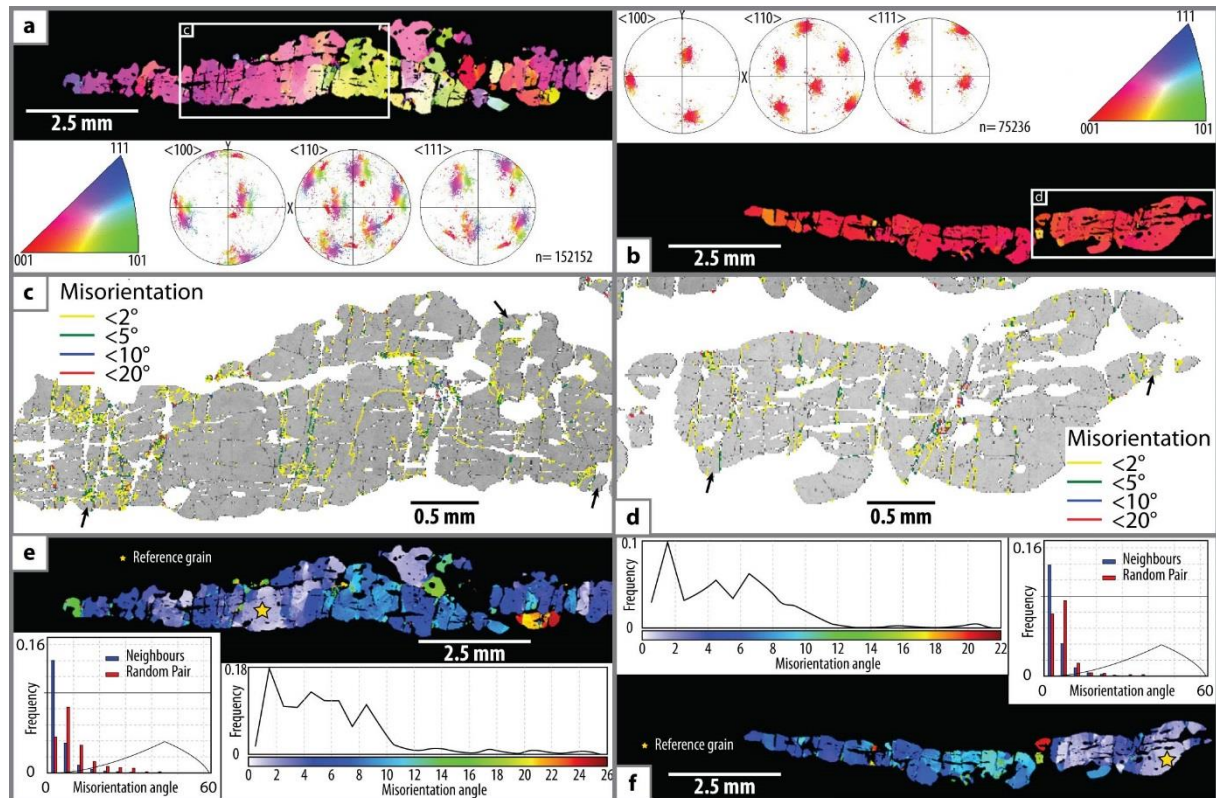 a
c
2.5 mm
111
001
101
<100>
Y
<110>
X
<111>
n= 152152
<100>
Y
<110>
X
<111>
n= 75236
111
001
101
d
b
2.5 mm
c
Misorientation
<2°
<5°
<10°
<20°
0.5 mm
d
0.5 mm
Misorientation
<2°
<5°
<10°
<20°
e
Reference grain
2.5 mm
0.16
Neighbours
Random Pair
Frequency
0
0
60
Misorientation angle
0.18
Frequency
0
0 2 4 6 8 10 12 14 16 18 20 22 24 26
Misorientation angle
0.1
Frequency
0
0 2 4 6 8 10 12 14 16 18 20 22
Misorientation angle
0.16
Neighbours
Random Pair
Frequency
0
0
60
Misorientation angle
Reference grain
2.5 mm
f